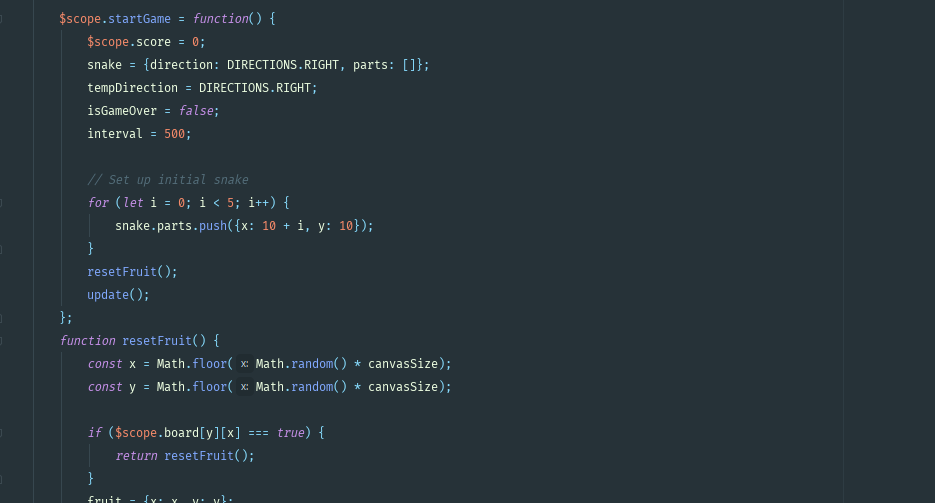 $scope.startGame = function() {
$scope.score = 0;
snake = {direction: DIRECTIONS.RIGHT, parts: []};
tempDirection = DIRECTIONS.RIGHT;
isGameOver = false;
interval = 500;
// Set up initial snake
for (let i = 0; i < 5; i++) {
snake.parts.push({x: 10 + i, y: 10});
}
resetFruit();
update();
};
function resetFruit() {
const x = Math.floor( x: Math.random() * canvasSize);
const y = Math.floor( x: Math.random() * canvasSize);
if ($scope.board[y][x] === true) {
return resetFruit();
}
fruit = {x: x, y: y};